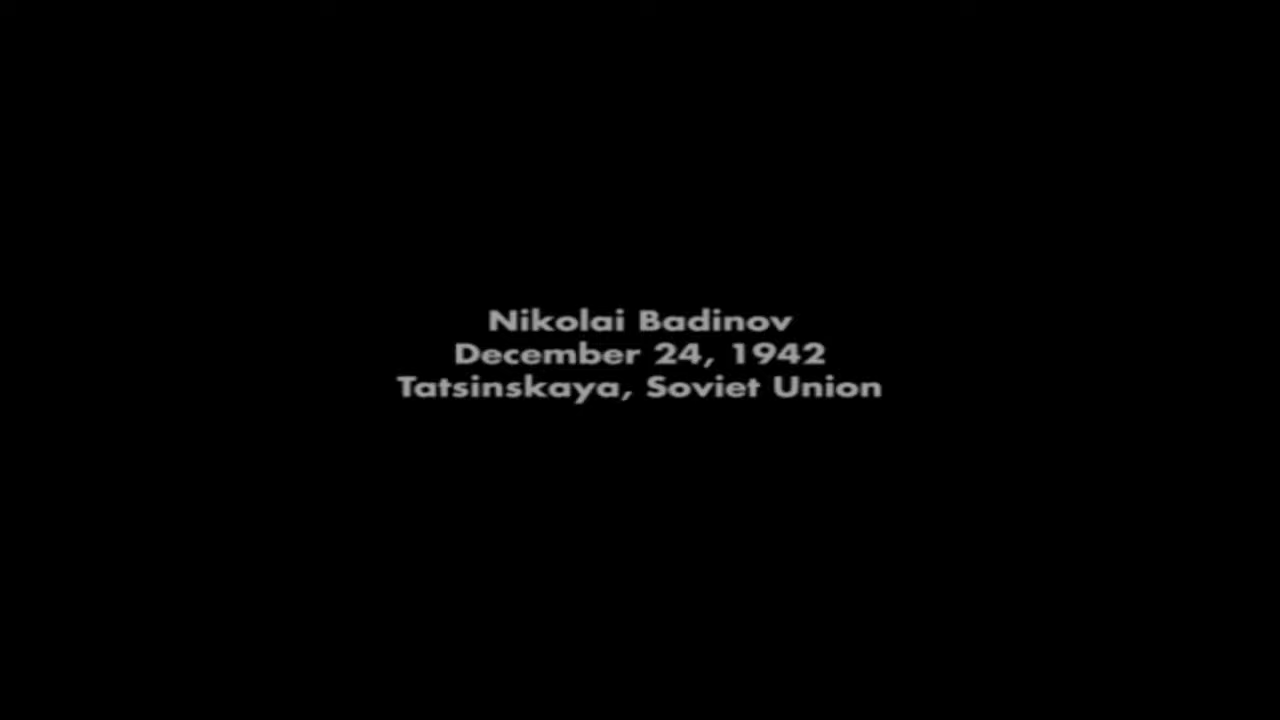 Nikolai Badinov
December 24, 1942
Tatsinskaya, Soviet Union